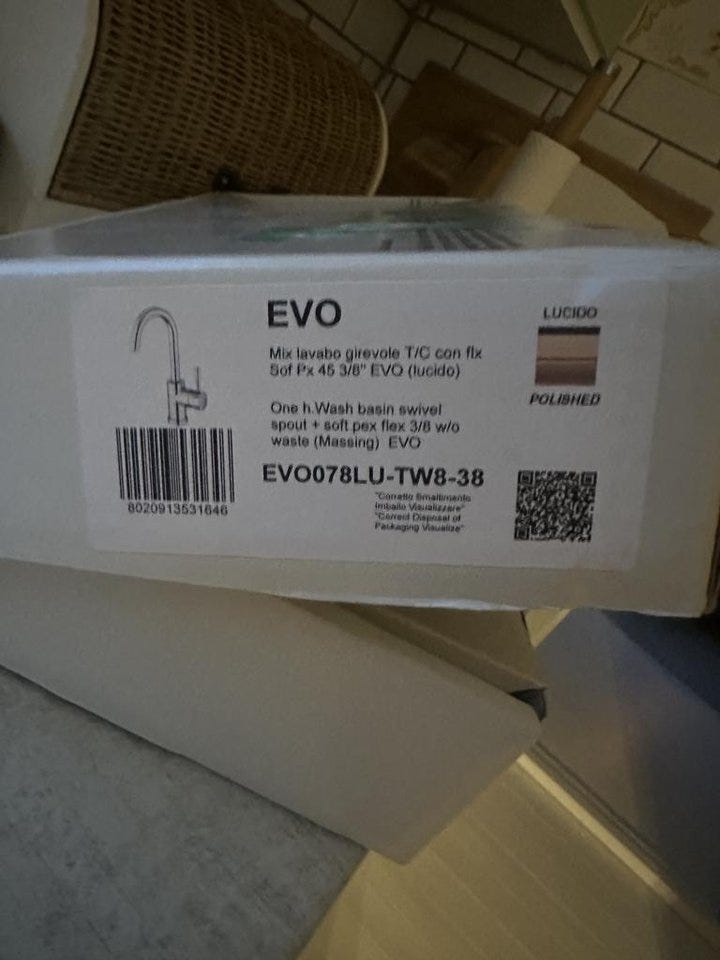 EVO
LUCIDO
Mix lavabo girevole T/C con flx
Sof Px 45 3/8" EVO (lucido)
POLISHED
One h.Wash basin swivel
spout + soft pex flex 3/8 w/o
waste (Massing) EVO
EVO078LU-TW8-38
8020913531646
"Corretto Smaltimento
Imballo Visualizzare"
"Correct Disposal of
Packaging Visualize"